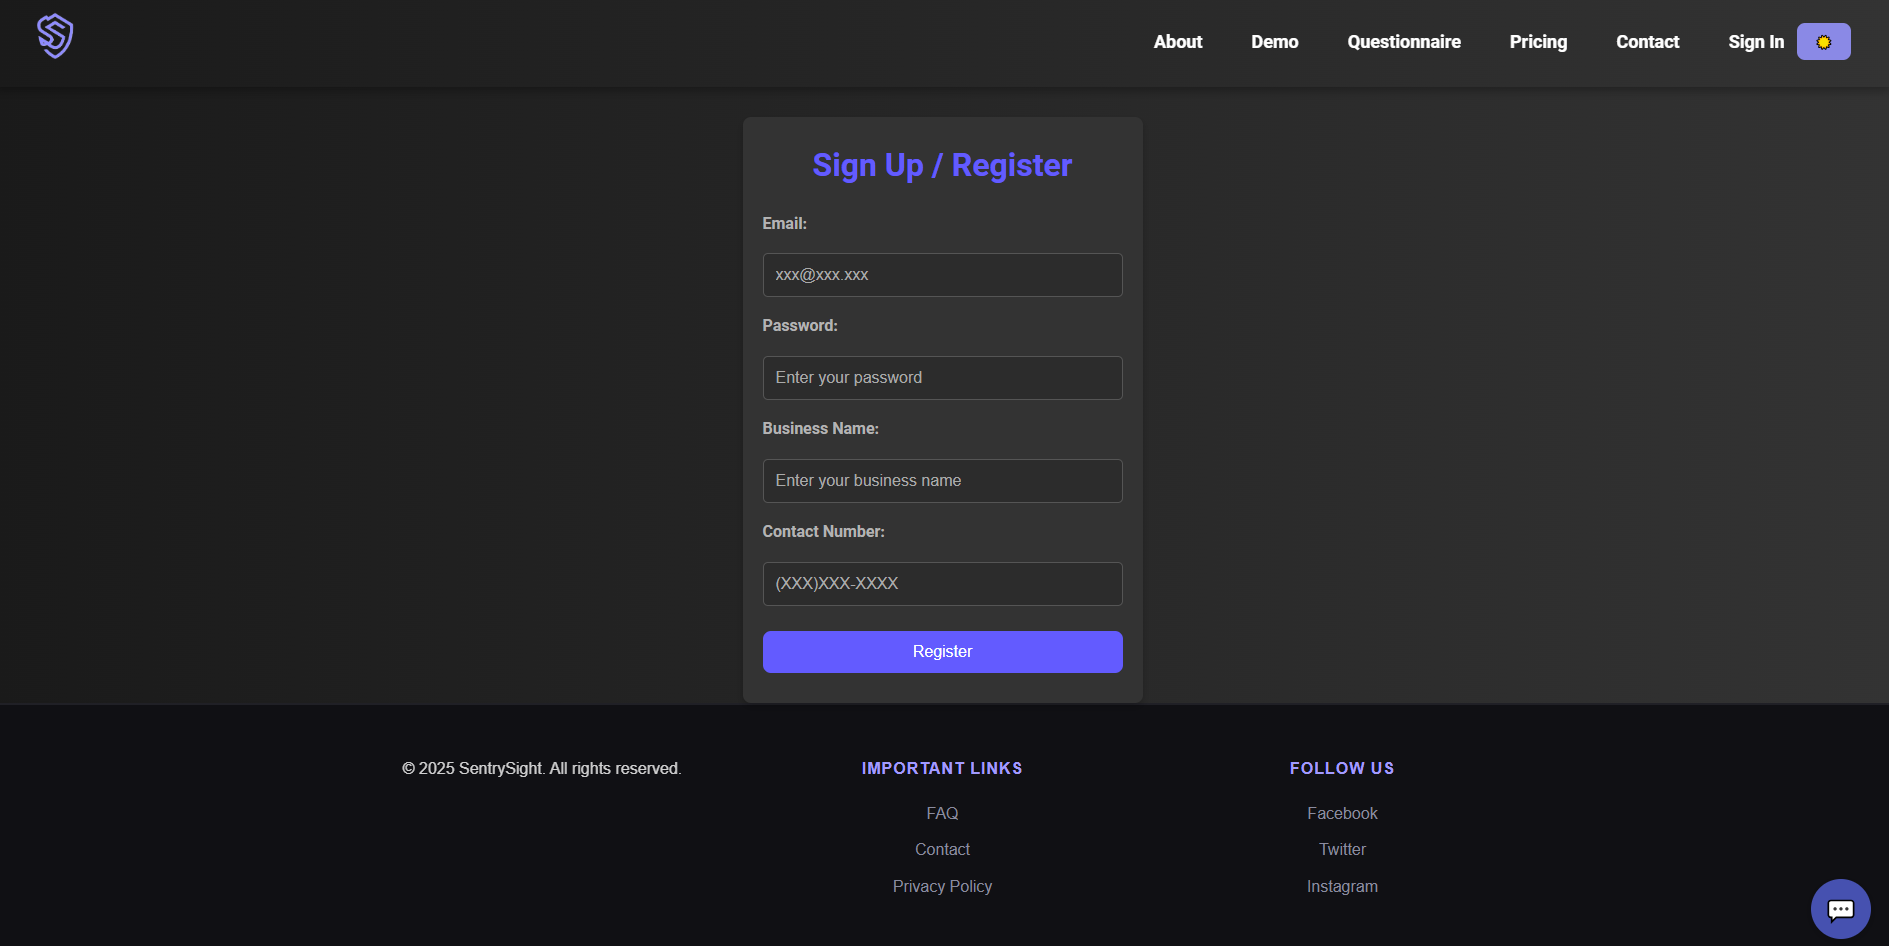 About Demo Questionnaire Pricing Contact Sign In
Sign Up / Register
Email:
xxx@xxx.xxx
Password:
Enter your password
Business Name:
Enter your business name
Contact Number:
(XXX)XXX-XXXX
Register
© 2025 SentrySight. All rights reserved.
IMPORTANT LINKS
FAQ
Contact
Privacy Policy
FOLLOW US
Facebook
Twitter
Instagram